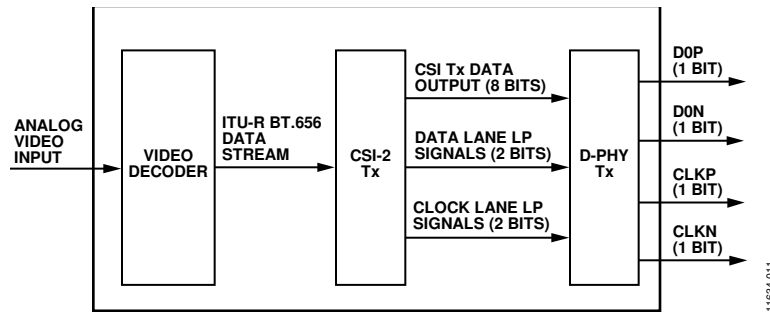 ANALOG
VIDEO
INPUT
VIDEO
DECODER
ITU-R BT.656
DATA
STREAM
CSI-2
Tx
CSI Tx DATA
OUTPUT (8 BITS)
DATA LANE LP
SIGNALS (2 BITS)
CLOCK LANE LP
SIGNALS (2 BITS)
D-PHY
Tx
D0P
(1 BIT)
D0N
(1 BIT)
CLKP
(1 BIT)
CLKN
(1 BIT)
11634-011